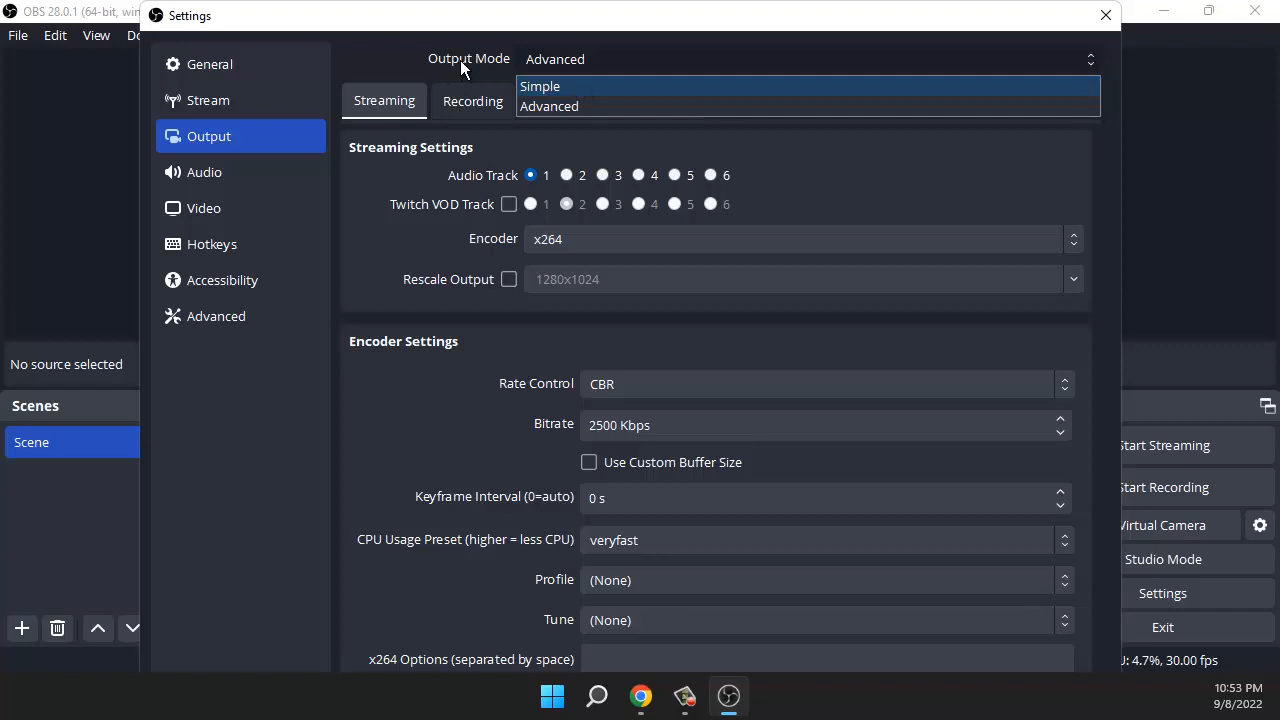 OBS 28.0.1 (64-bit, win
Settings
File Edit View Do
General
Stream
Output
Audio
Video
Hotkeys
Accessibility
Advanced
Output Mode Advanced
Simple
Advanced
Streaming Recording
Streaming Settings
Audio Track 1 2 3 4 5 6
Twitch VOD Track 1 2 3 4 5 6
Encoder x264
Rescale Output 1280x1024
Encoder Settings
Rate Control CBR
Bitrate 2500 Kbps
Use Custom Buffer Size
Keyframe Interval (0=auto) 0 s
CPU Usage Preset (higher = less CPU) veryfast
Profile (None)
Tune (None)
x264 Options (separated by space)
No source selected
Scenes
Scene
Start Streaming
Start Recording
Virtual Camera
Studio Mode
Settings
Exit
U: 4.7%, 30.00 fps
10:53 PM
9/8/2022